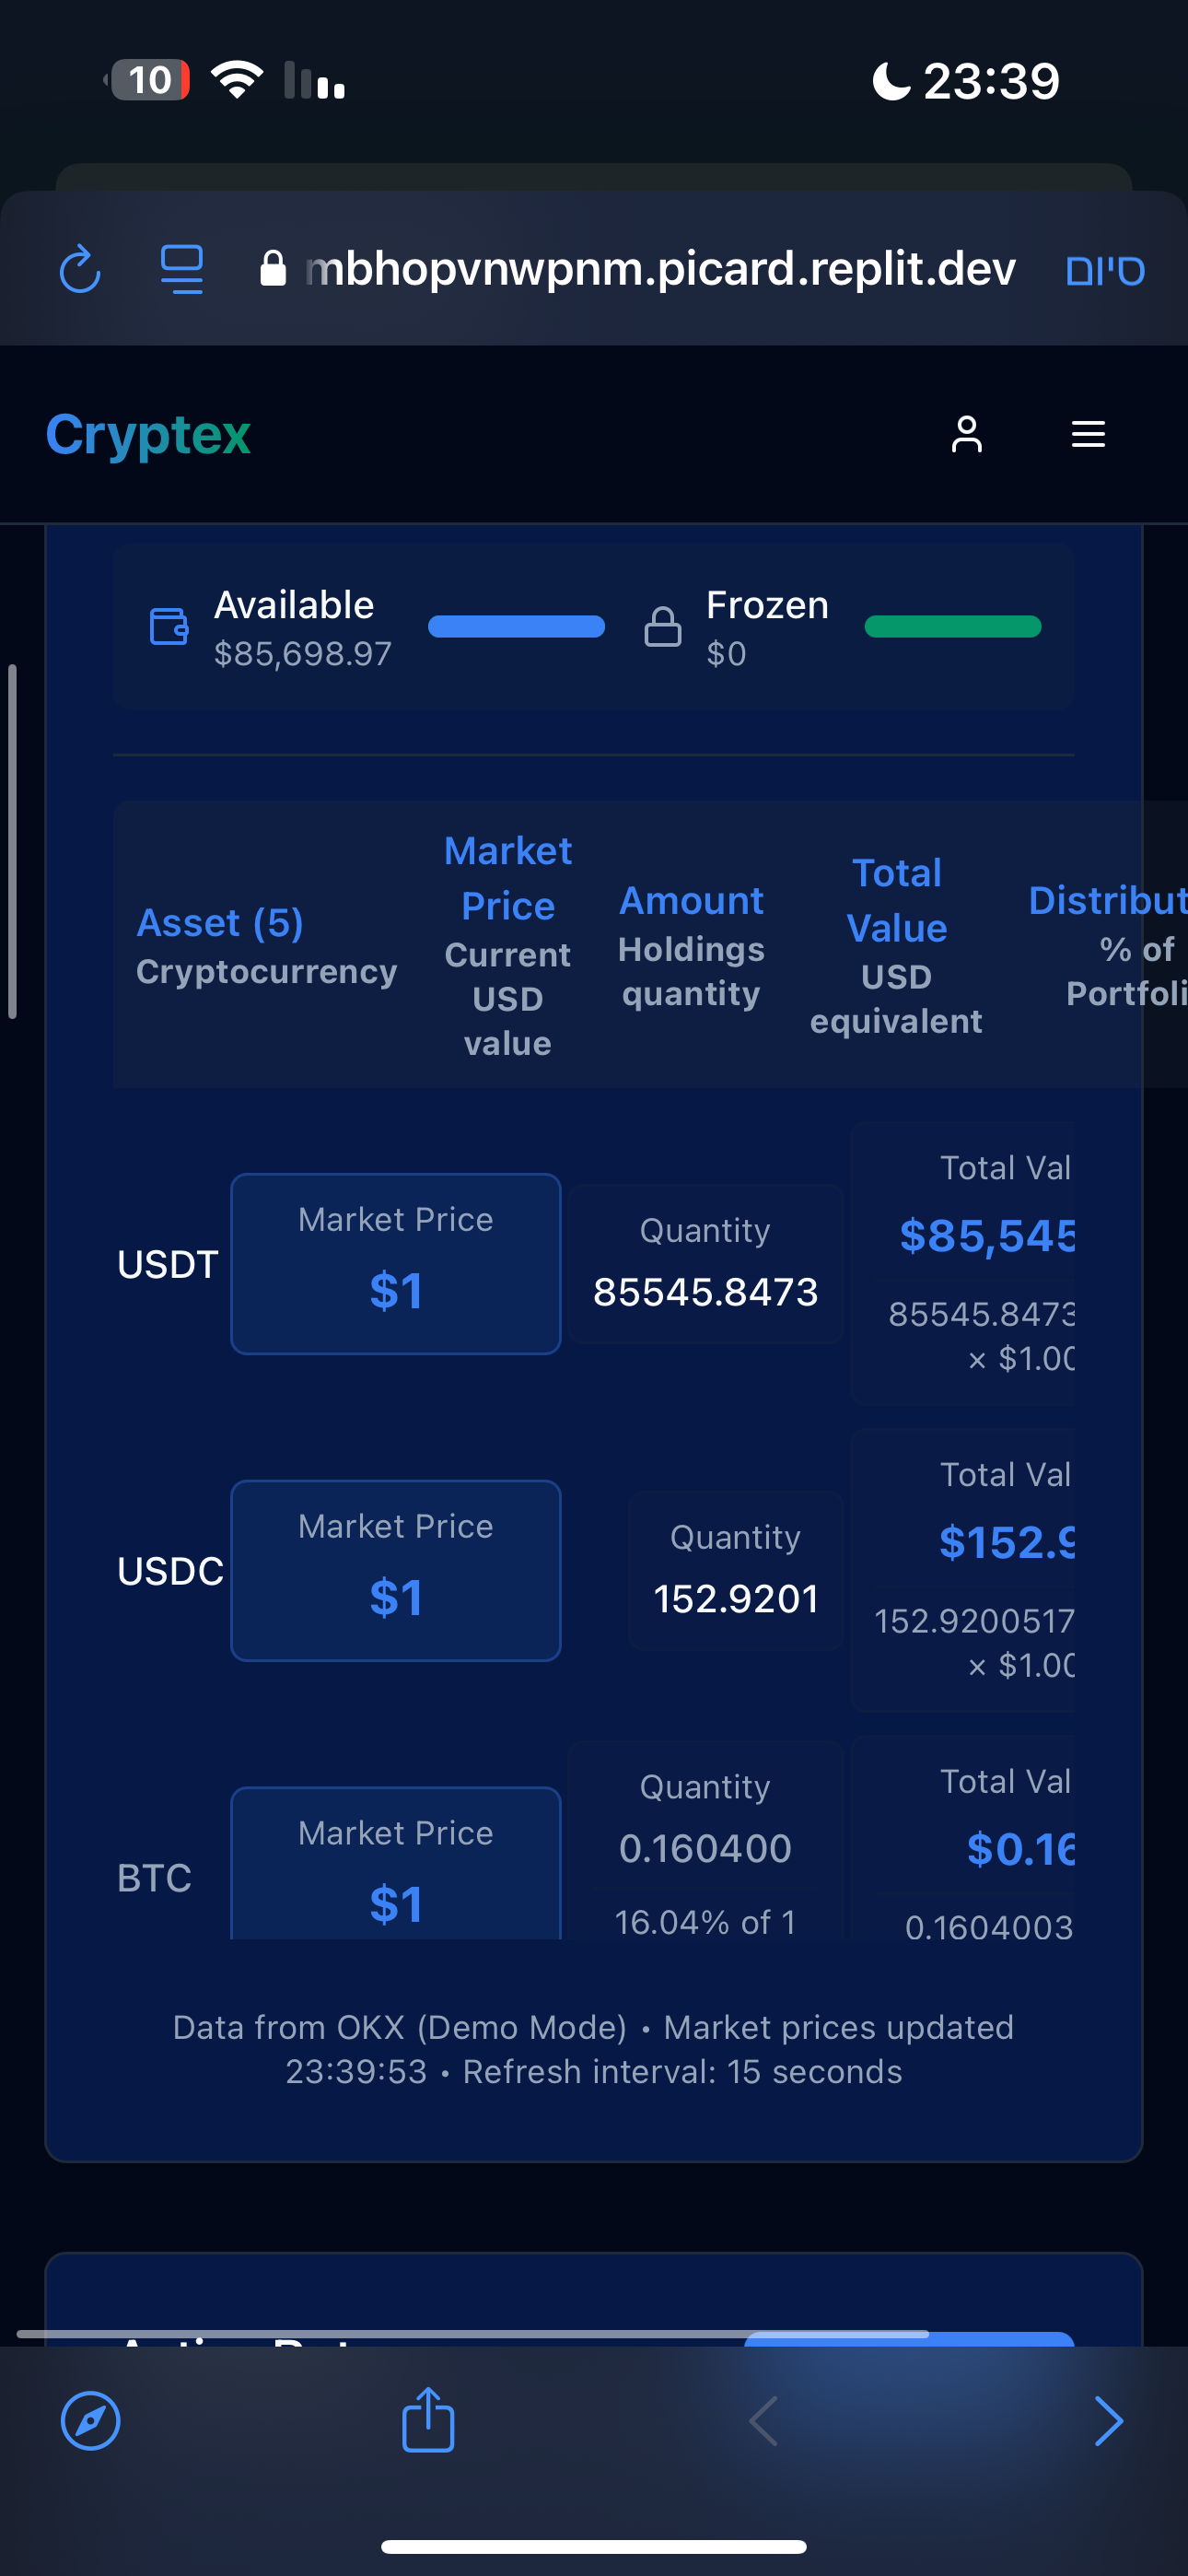 10
23:39
mbhopvnwpnm.picard.replit.dev
סיום
Cryptex
Available
$85,698.97
Frozen
$0
Asset (5)
Cryptocurrency
Market
Price
Current
USD
value
Amount
Holdings
quantity
Total
Value
USD
equivalent
Distribut
% of
Portfoli
USDT
Market Price
$1
Quantity
85545.8473
Total Val
$85,545
85545.8473
× $1.00
USDC
Market Price
$1
Quantity
152.9201
Total Val
$152.9
152.9200517
× $1.00
BTC
Market Price
$1
Quantity
0.160400
16.04% of 1
Total Val
$0.16
0.1604003
Data from OKX (Demo Mode) • Market prices updated
23:39:53 • Refresh interval: 15 seconds